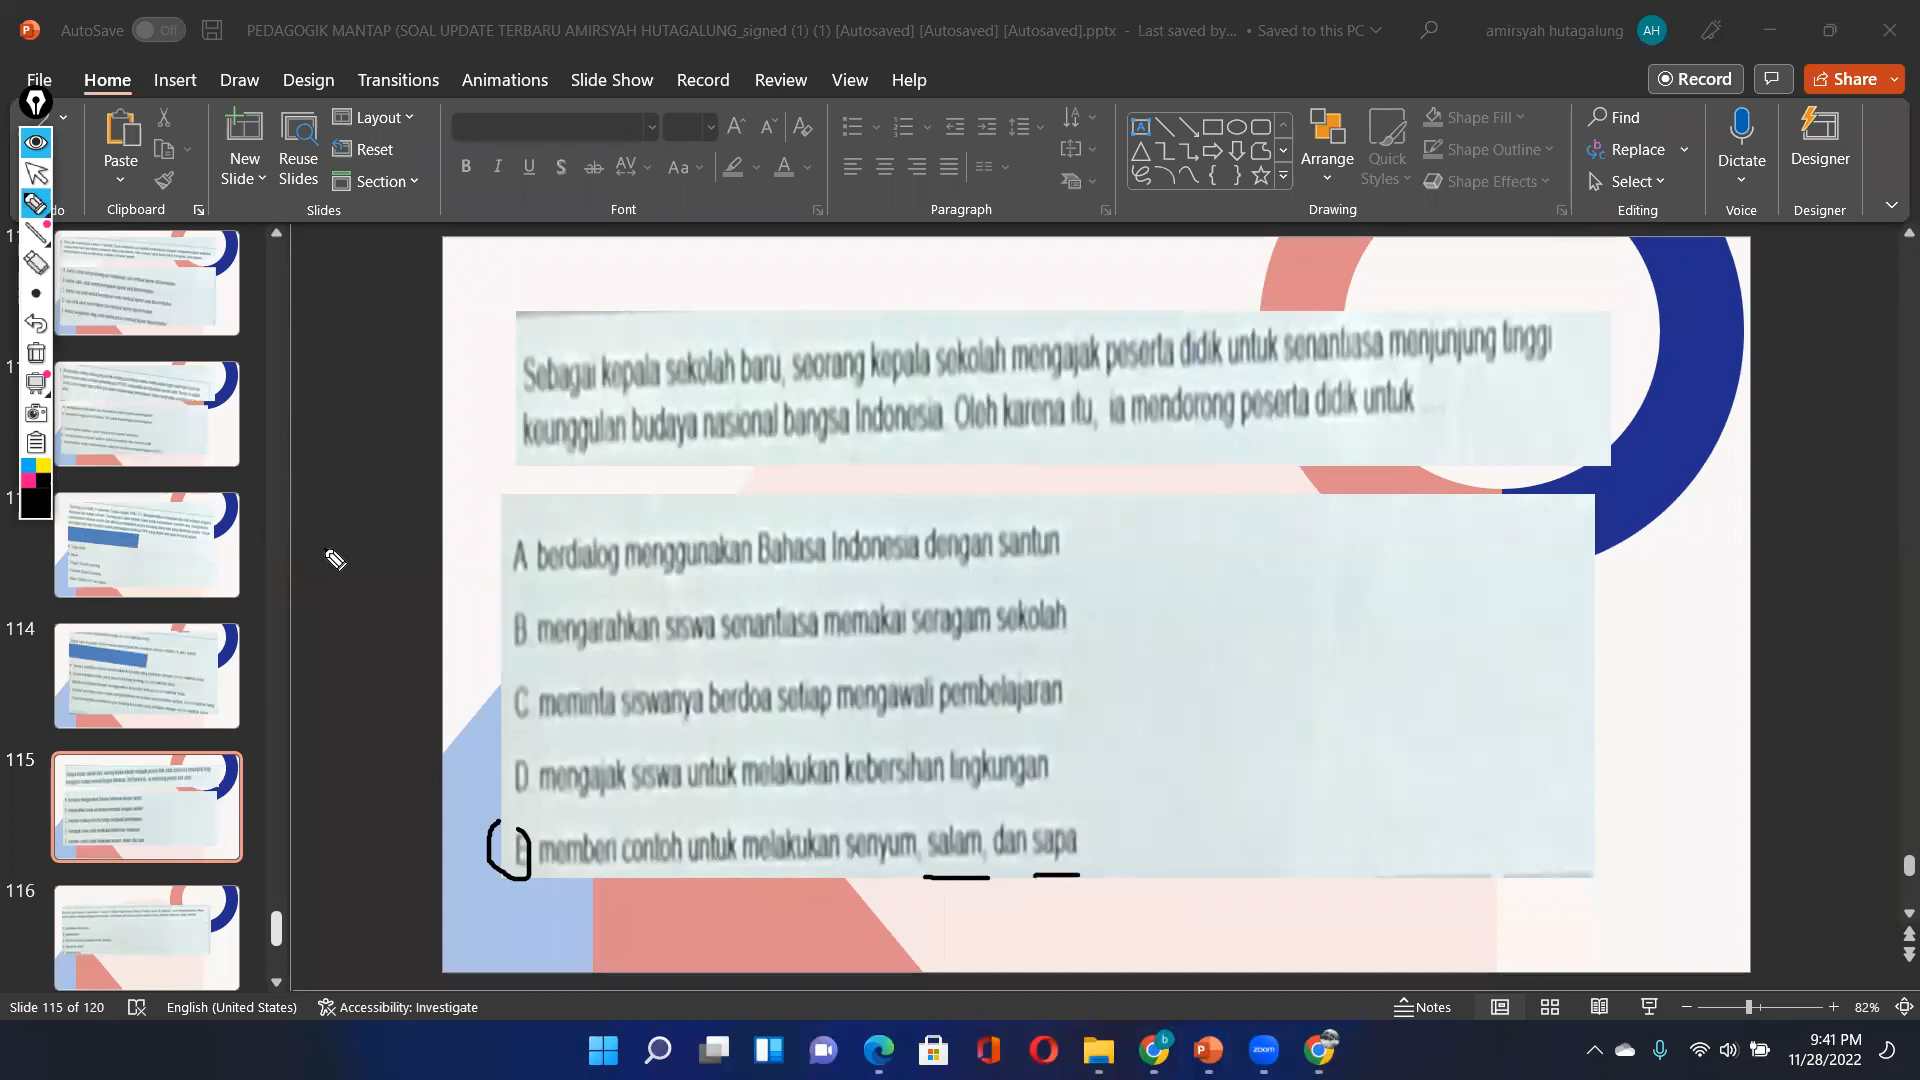 AutoSave Off PEDAGOGIK MANTAP (SOAL UPDATE TERBARU AMIRSYAH HUTAGALUNG_signed (1) (1) [Autosaved] [Autosaved] [Autosaved].pptx - Last saved by... • Saved to this PC amirsyah hutagalung AH
File Home Insert Draw Design Transitions Animations Slide Show Record Review View Help Record Share
Paste New Slide Reuse Slides Layout Reset Section Arrange Quick Styles Shape Fill Shape Outline Shape Effects Find Replace Select Dictate Designer
Clipboard Slides Font Paragraph Drawing Editing Voice Designer
Sebagai kepala sekolah baru, seorang kepala sekolah mengajak peserta didik untuk senantiasa menjunjung tinggi
keunggulan budaya nasional bangsa Indonesia. Oleh karena itu, ia mendorong peserta didik untuk
A berdialog menggunakan Bahasa Indonesia dengan santun
B mengarahkan siswa senantiasa memakai seragam sekolah
C meminta siswanya berdoa setiap mengawali pembelajaran
D mengajak siswa untuk melakukan kebersihan lingkungan
E memberi contoh untuk melakukan senyum, salam, dan sapa
114
115
116
Slide 115 of 120 English (United States) Accessibility: Investigate Notes 82%
zoom
9:41 PM
11/28/2022